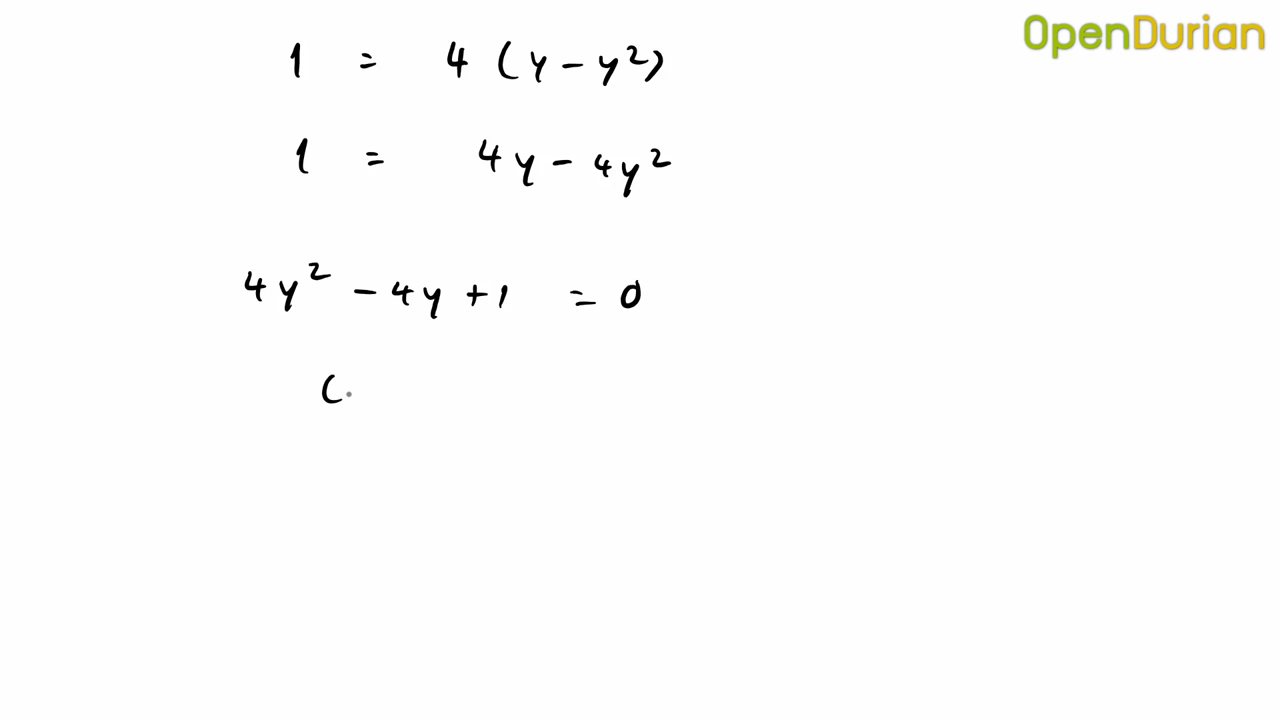 OpenDurian
1 = 4 (y - y²)
1 = 4y - 4y²
4y² - 4y + 1 = 0
(